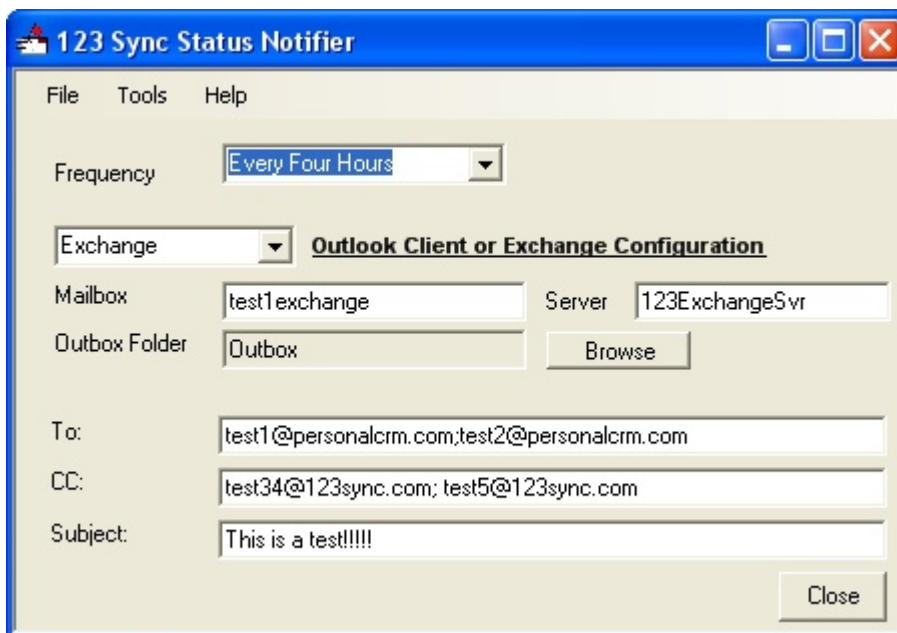 123 Sync Status Notifier
File Tools Help
Frequency Every Four Hours
Exchange Outlook Client or Exchange Configuration
Mailbox test1exchange Server 123ExchangeSvr
Outbox Folder Outbox Browse
To: test1@personalcrm.com;test2@personalcrm.com
CC: test34@123sync.com; test5@123sync.com
Subject: This is a test!!!!!
Close